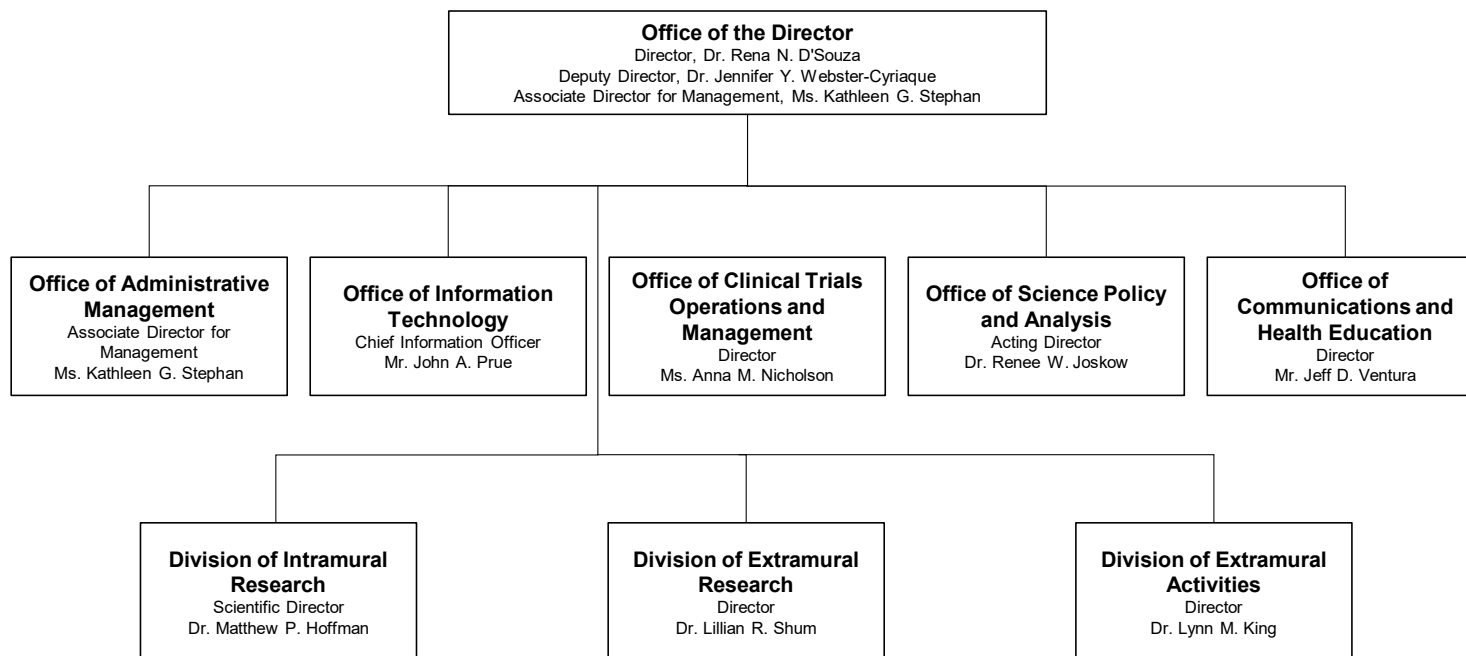 Office of the Director
Director, Dr. Rena N. D'Souza
Deputy Director, Dr. Jennifer Y. Webster-Cyriaque
Associate Director for Management, Ms. Kathleen G. Stephan
Office of Administrative
Management
Associate Director for
Management
Ms. Kathleen G. Stephan
Office of Information
Technology
Chief Information Officer
Mr. John A. Prue
Office of Clinical Trials
Operations and
Management
Director
Ms. Anna M. Nicholson
Office of Science Policy
and Analysis
Acting Director
Dr. Renee W. Joskow
Office of
Communications and
Health Education
Director
Mr. Jeff D. Ventura
Division of Intramural
Research
Scientific Director
Dr. Matthew P. Hoffman
Division of Extramural
Research
Director
Dr. Lillian R. Shum
Division of Extramural
Activities
Director
Dr. Lynn M. King